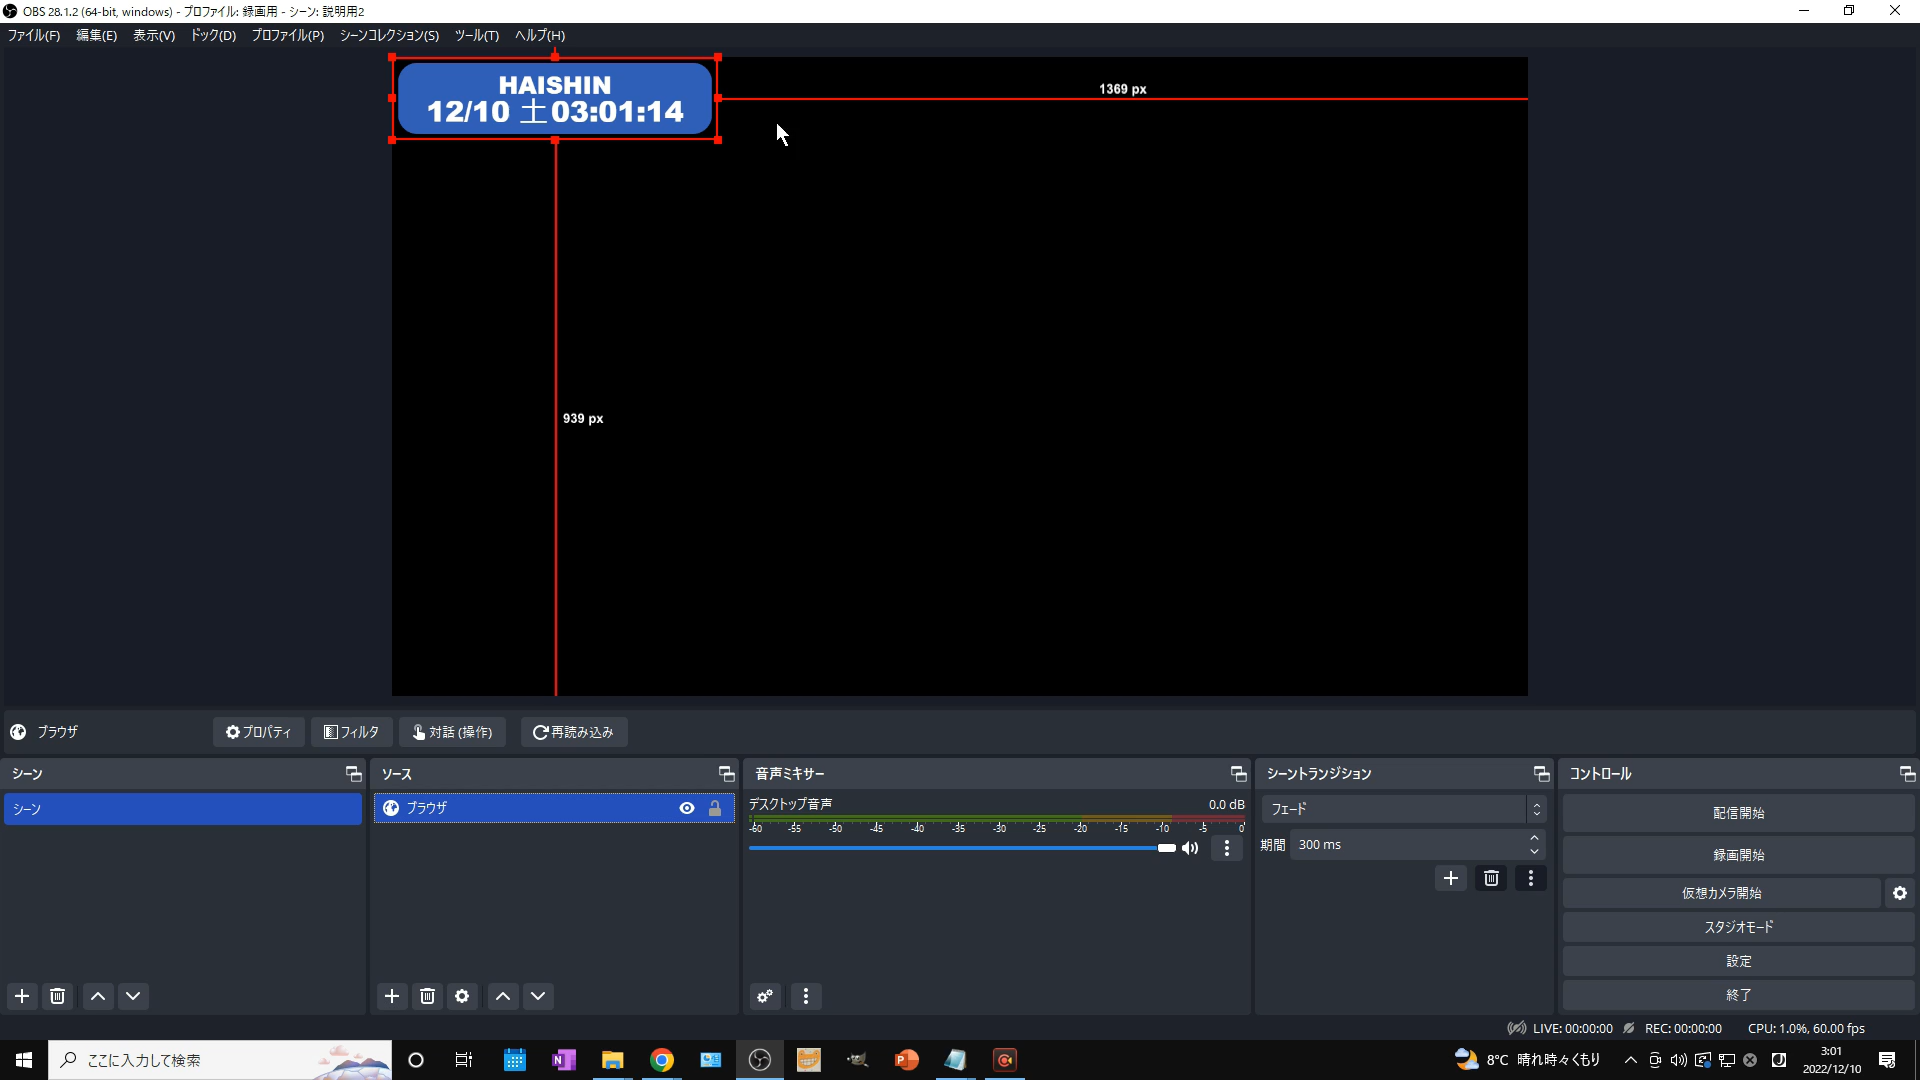 OBS 28.1.2 (64-bit, windows) - プロファイル: 録画用 - シーン: 説明用2
ファイル(F) 編集(E) 表示(V) ドック(D) プロファイル(P) シーンコレクション(S) ツール(T) ヘルプ(H)
HAISHIN
12/10 土 03:01:14
1369 px
939 px
ブラウザ プロパティ フィルタ 対話 (操作) 再読み込み
シーン ソース 音声ミキサー シーントランジション コントロール
シーン
ブラウザ
デスクトップ音声 0.0 dB
-60 -55 -50 -45 -40 -35 -30 -25 -20 -15 -10 -5 0
フェード
期間 300 ms
配信開始
録画開始
仮想カメラ開始
スタジオモード
設定
終了
LIVE: 00:00:00 REC: 00:00:00 CPU: 1.0%, 60.00 fps
ここに入力して検索
8°C 晴れ時々くもり
3:01
2022/12/10